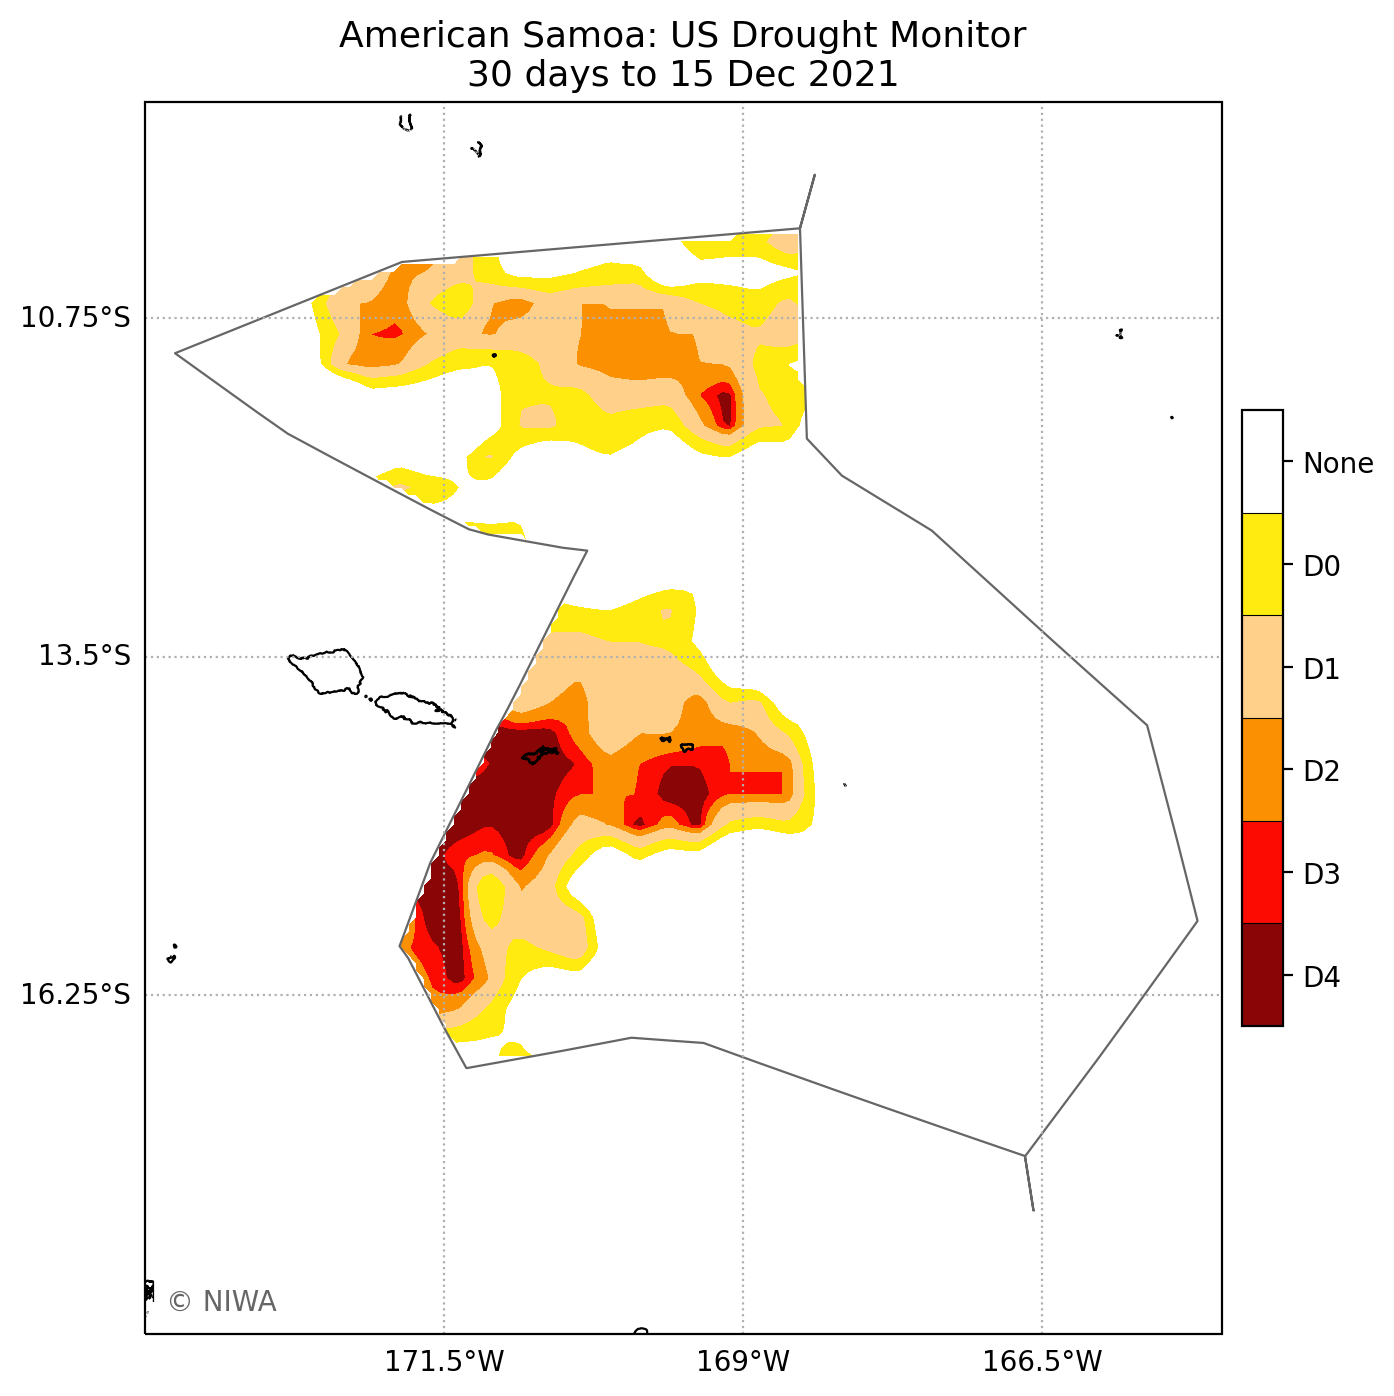 American Samoa: US Drought Monitor
30 days to 15 Dec 2021
10.75°S
13.5°S
16.25°S
171.5°W
169°W
166.5°W
None
D0
D1
D2
D3
D4
© NIWA